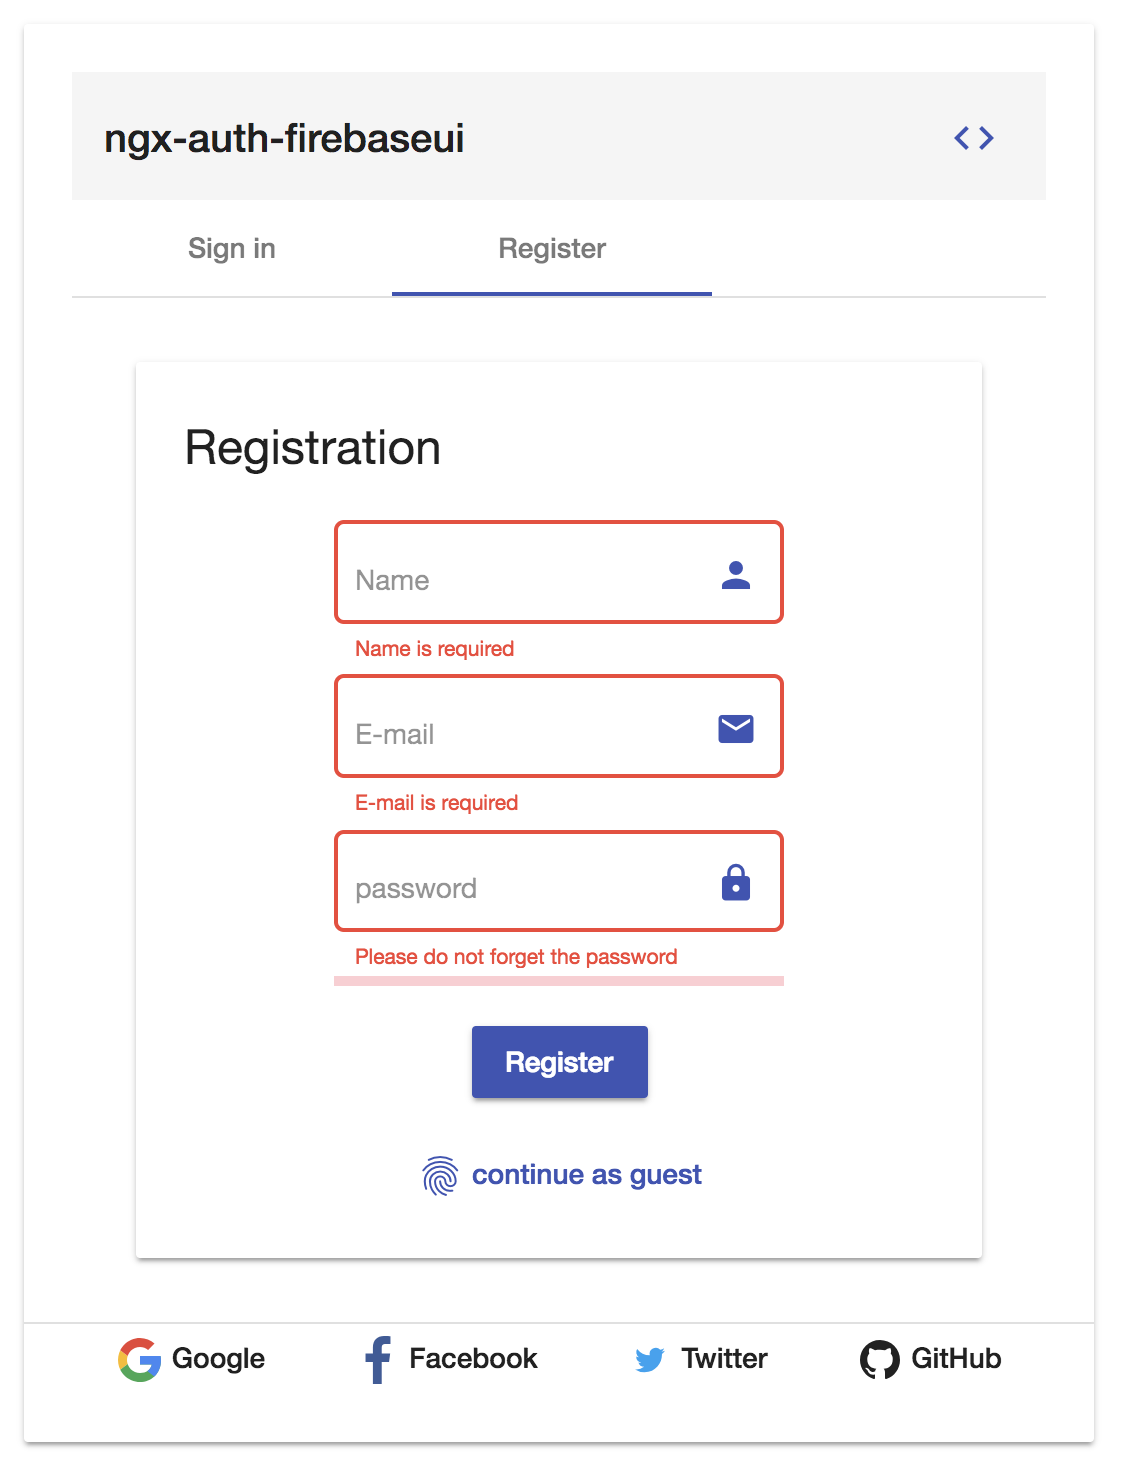 ngx-auth-firebaseui
Sign in Register
Registration
Name
Name is required
E-mail
E-mail is required
password
Please do not forget the password
Register
continue as guest
Google Facebook Twitter GitHub